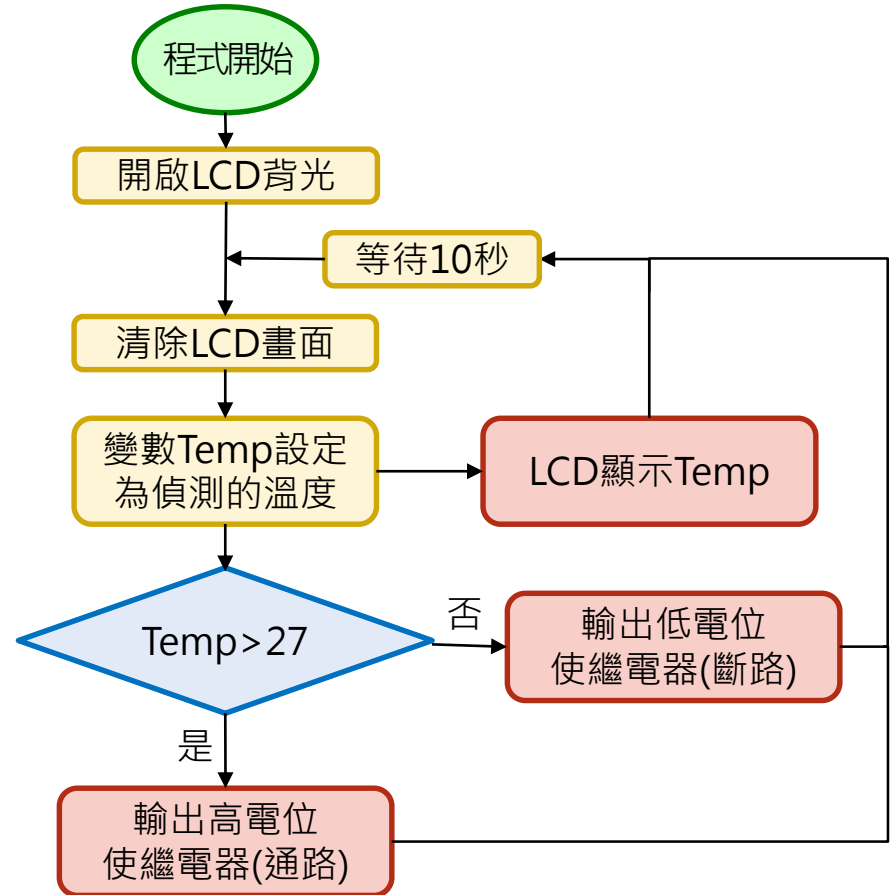 程式開始
開啟LCD背光
等待10秒
清除LCD畫面
變數Temp設定
為偵測的溫度
LCD顯示Temp
Temp>27
否
輸出低電位
使繼電器(斷路)
是
輸出高電位
使繼電器(通路)